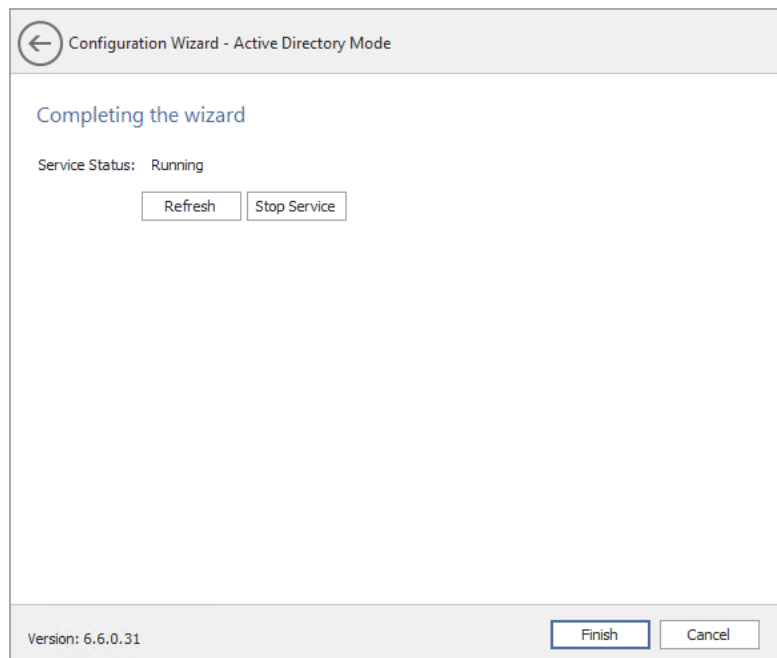 Configuration Wizard - Active Directory Mode
Completing the wizard
Service Status: Running
Refresh Stop Service
Version: 6.6.0.31 Finish Cancel